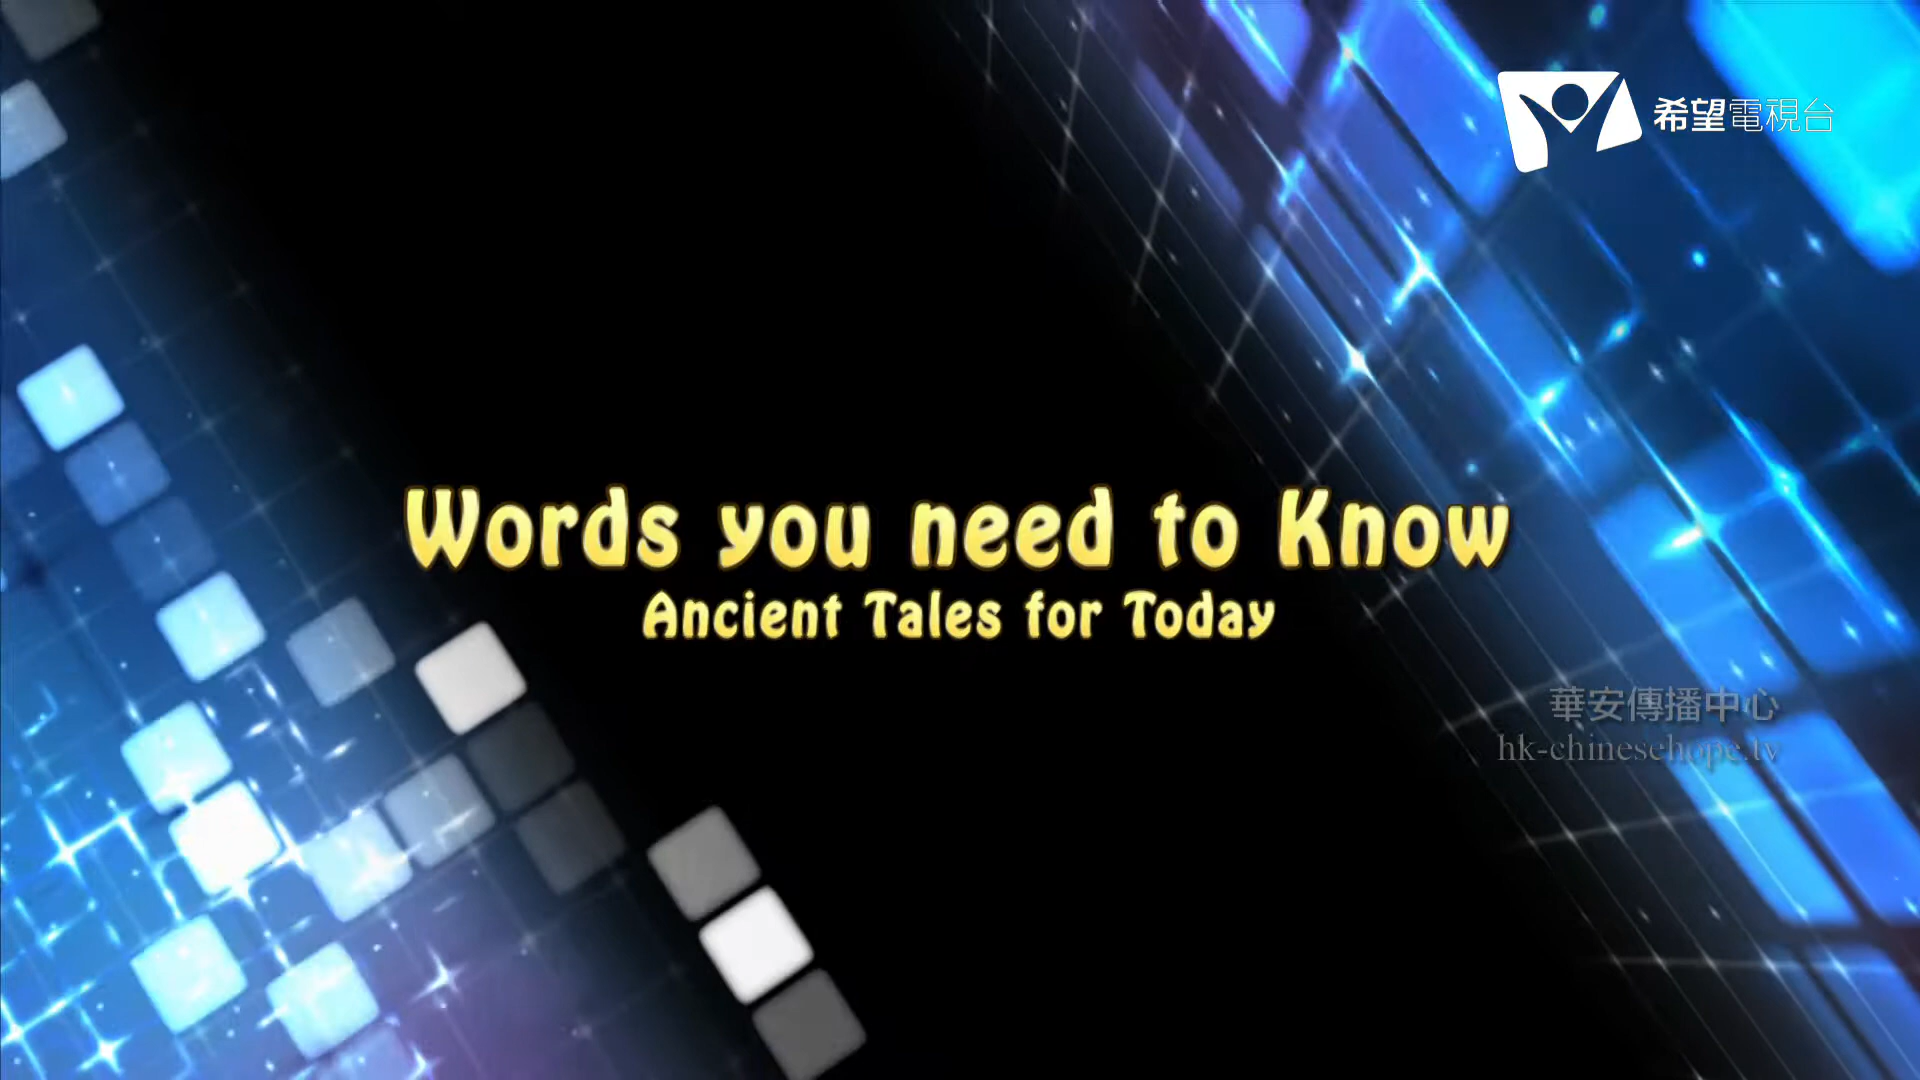 希望電視台
Words you need to Know
Ancient Tales for Today
華安傳播中心
hk-chinesehope.tv